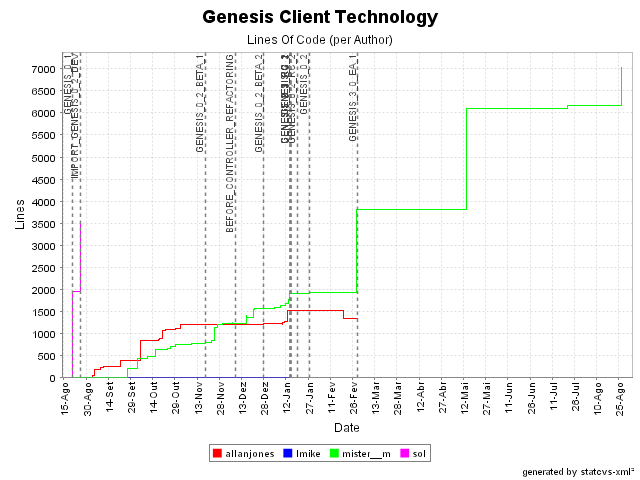 Genesis Client Technology
Lines Of Code (per Author)
Lines
7000
6500
6000
5500
5000
4500
4000
3500
3000
2500
2000
1500
1000
500
0
GENESIS_0_1
IMPORT_GENESIS_0_2_DEV
GENESIS_0_2_BETA_1
BEFORE_CONTROLLER_REFACTORING
GENESIS_0_2_BETA_2
GENESIS_0_2
GENESIS_3_0_EA_1
15-Ago
30-Ago
14-Set
29-Set
14-Out
29-Out
13-Nov
28-Nov
13-Dez
28-Dez
12-Jan
27-Jan
11-Fev
26-Fev
13-Mar
28-Mar
12-Abr
27-Abr
12-Mai
27-Mai
11-Jun
26-Jun
11-Jul
26-Jul
10-Ago
25-Ago
Date
allanjones
lmike
mister__m
sol
generated by statcvs-xml²